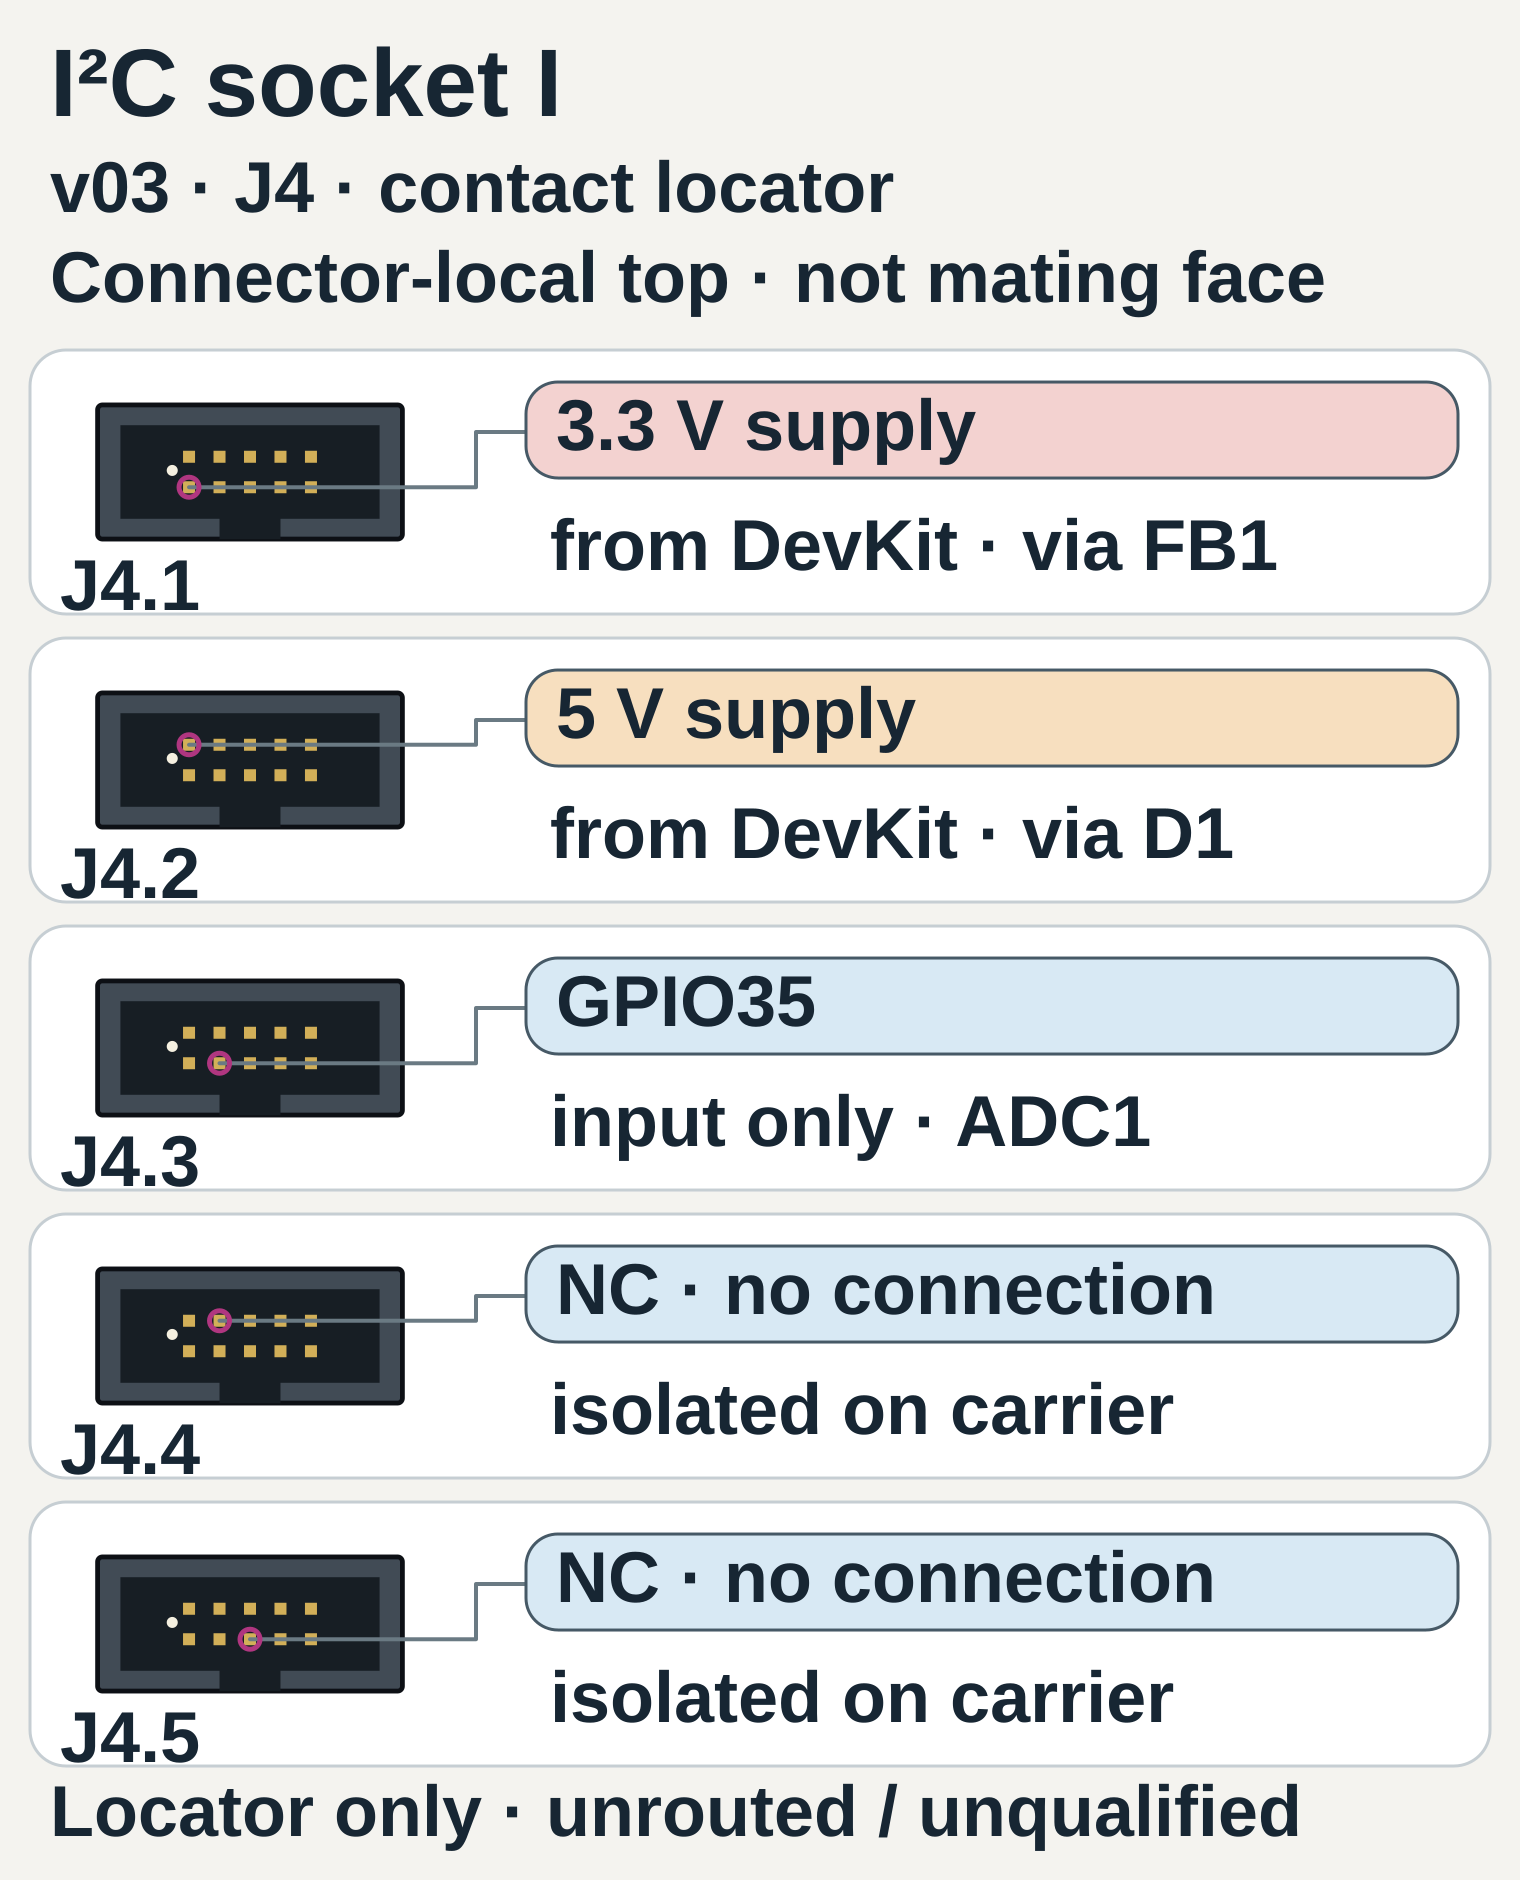 I²C socket I
v03 · J4 · contact locator
Connector-local top · not mating face
3.3 V supply
from DevKit · via FB1
J4.1
5 V supply
from DevKit · via D1
J4.2
GPIO35
input only · ADC1
J4.3
NC · no connection
isolated on carrier
J4.4
NC · no connection
isolated on carrier
J4.5
Locator only · unrouted / unqualified